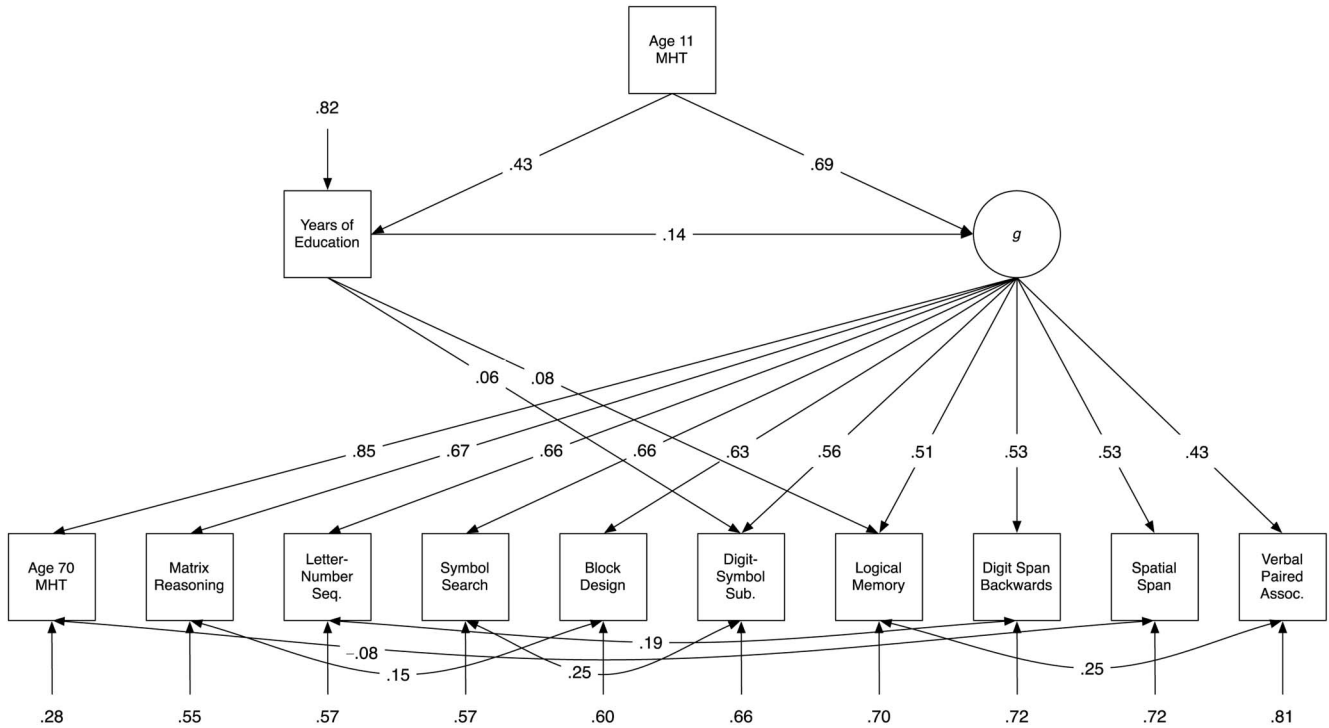 Age 11
MHT
.82
.43
.69
Years of
Education
.14
g
.06
.08
.85
.67
.66
.66
.63
.56
.51
.53
.53
.43
Age 70
MHT
Matrix
Reasoning
Letter-
Number
Seq.
Symbol
Search
Block
Design
Digit-
Symbol
Sub.
Logical
Memory
Digit Span
Backwards
Spatial
Span
Verbal
Paired
Assoc.
.19
–.08
.15
.25
.25
.28
.55
.57
.57
.60
.66
.70
.72
.72
.81